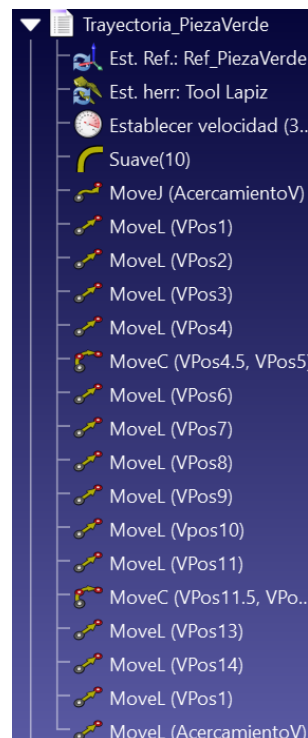 Trayectoria_PiezaVerde
Est. Ref.: Ref_PiezaVerde
Est. herr: Tool Lapiz
Establecer velocidad (3...
Suave(10)
MoveJ (AcercamientoV)
MoveL (VPos1)
MoveL (VPos2)
MoveL (VPos3)
MoveL (VPos4)
MoveC (VPos4.5, VPos5)
MoveL (VPos6)
MoveL (VPos7)
MoveL (VPos8)
MoveL (VPos9)
MoveL (Vpos10)
MoveL (VPos11)
MoveC (VPos11.5, VPo...
MoveL (VPos13)
MoveL (VPos14)
MoveL (VPos1)
MoveL (AcercamientoV)